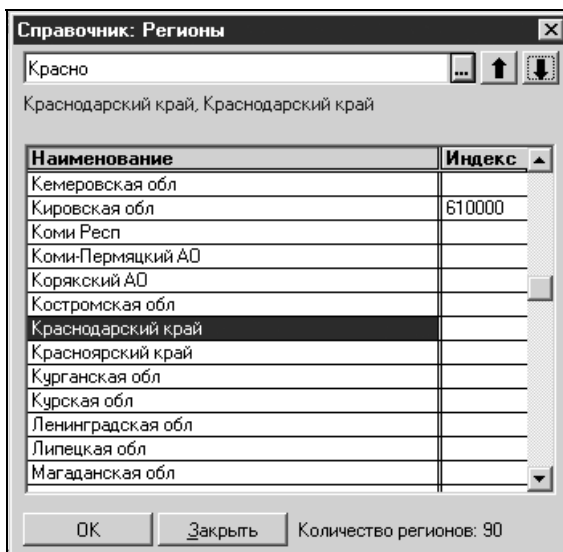 Справочник: Регионы
Красно ...
Краснодарский край, Краснодарский край
Наименование Индекс
Кемеровская обл
Кировская обл 610000
Коми Респ
Коми-Пермяцкий АО
Корякский АО
Костромская обл
Краснодарский край
Красноярский край
Курганская обл
Курская обл
Ленинградская обл
Липецкая обл
Магаданская обл
OK Закрыть Количество регионов: 90